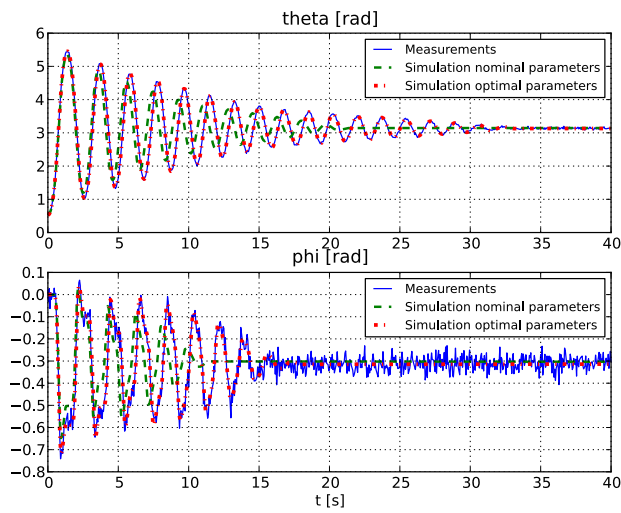 theta [rad]
6
5
4
3
2
1
0
Measurements
Simulation nominal parameters
Simulation optimal parameters
0 5 10 15 20 25 30 35 40
phi [rad]
0.1
0.0
−0.1
−0.2
−0.3
−0.4
−0.5
−0.6
−0.7
−0.8
Measurements
Simulation nominal parameters
Simulation optimal parameters
0 5 10 15 20 25 30 35 40
t [s]